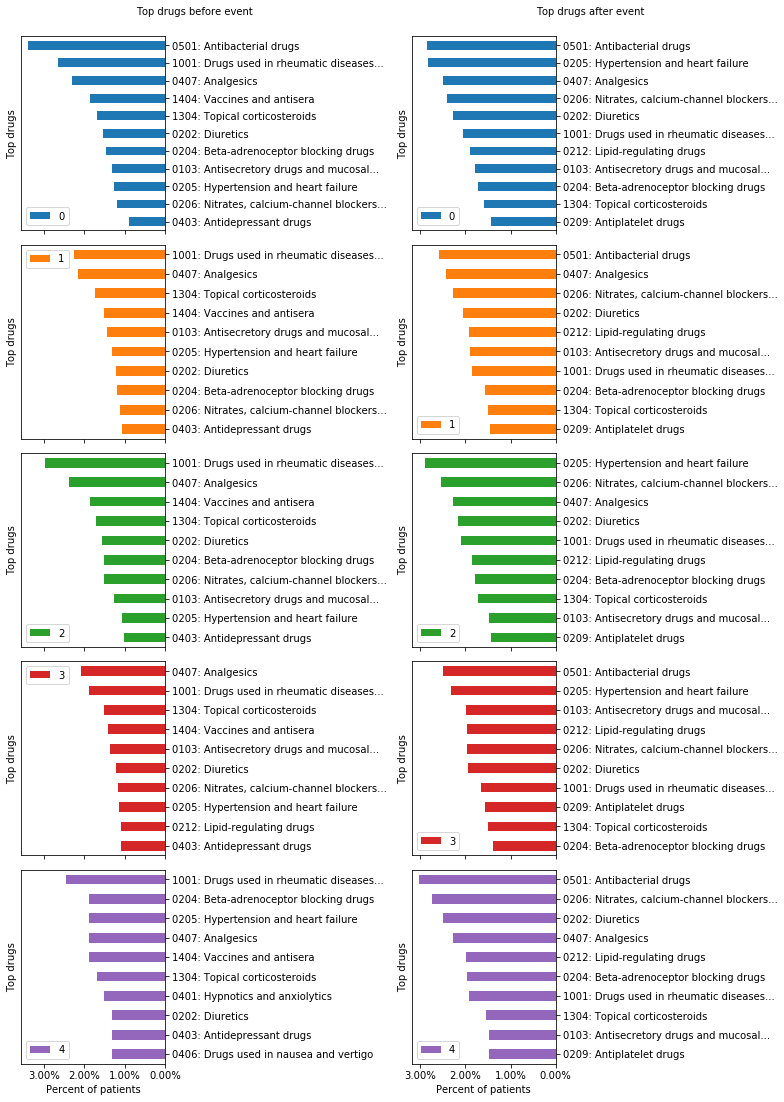 Top drugs before event
Top drugs
0501: Antibacterial drugs
1001: Drugs used in rheumatic diseases...
0407: Analgesics
1404: Vaccines and antisera
1304: Topical corticosteroids
0202: Diuretics
0204: Beta-adrenoceptor blocking drugs
0103: Antisecretory drugs and mucosal...
0205: Hypertension and heart failure
0206: Nitrates, calcium-channel blockers...
0403: Antidepressant drugs
0
Top drugs after event
Top drugs
0501: Antibacterial drugs
0205: Hypertension and heart failure
0407: Analgesics
0206: Nitrates, calcium-channel blockers...
0202: Diuretics
1001: Drugs used in rheumatic diseases...
0212: Lipid-regulating drugs
0103: Antisecretory drugs and mucosal...
0204: Beta-adrenoceptor blocking drugs
1304: Topical corticosteroids
0209: Antiplatelet drugs
0
Top drugs
1
1001: Drugs used in rheumatic diseases...
0407: Analgesics
1304: Topical corticosteroids
1404: Vaccines and antisera
0103: Antisecretory drugs and mucosal...
0205: Hypertension and heart failure
0202: Diuretics
0204: Beta-adrenoceptor blocking drugs
0206: Nitrates, calcium-channel blockers...
0403: Antidepressant drugs
Top drugs
0501: Antibacterial drugs
0407: Analgesics
0206: Nitrates, calcium-channel blockers...
0202: Diuretics
0212: Lipid-regulating drugs
0103: Antisecretory drugs and mucosal...
1001: Drugs used in rheumatic diseases...
0204: Beta-adrenoceptor blocking drugs
1304: Topical corticosteroids
0209: Antiplatelet drugs
1
Top drugs
1001: Drugs used in rheumatic diseases...
0407: Analgesics
1404: Vaccines and antisera
1304: Topical corticosteroids
0202: Diuretics
0204: Beta-adrenoceptor blocking drugs
0206: Nitrates, calcium-channel blockers...
0103: Antisecretory drugs and mucosal...
0205: Hypertension and heart failure
0403: Antidepressant drugs
2
Top drugs
0205: Hypertension and heart failure
0206: Nitrates, calcium-channel blockers...
0407: Analgesics
0202: Diuretics
1001: Drugs used in rheumatic diseases...
0212: Lipid-regulating drugs
0204: Beta-adrenoceptor blocking drugs
1304: Topical corticosteroids
0103: Antisecretory drugs and mucosal...
0209: Antiplatelet drugs
2
Top drugs
3
0407: Analgesics
1001: Drugs used in rheumatic diseases...
1304: Topical corticosteroids
1404: Vaccines and antisera
0103: Antisecretory drugs and mucosal...
0202: Diuretics
0206: Nitrates, calcium-channel blockers...
0205: Hypertension and heart failure
0212: Lipid-regulating drugs
0403: Antidepressant drugs
Top drugs
0501: Antibacterial drugs
0205: Hypertension and heart failure
0103: Antisecretory drugs and mucosal...
0212: Lipid-regulating drugs
0206: Nitrates, calcium-channel blockers...
0202: Diuretics
1001: Drugs used in rheumatic diseases...
0209: Antiplatelet drugs
1304: Topical corticosteroids
0204: Beta-adrenoceptor blocking drugs
3
Top drugs
1001: Drugs used in rheumatic diseases...
0204: Beta-adrenoceptor blocking drugs
0205: Hypertension and heart failure
0407: Analgesics
1404: Vaccines and antisera
1304: Topical corticosteroids
0401: Hypnotics and anxiolytics
0202: Diuretics
0403: Antidepressant drugs
0406: Drugs used in nausea and vertigo
4
3.00% 2.00% 1.00% 0.00%
Percent of patients
Top drugs
0501: Antibacterial drugs
0206: Nitrates, calcium-channel blockers...
0202: Diuretics
0407: Analgesics
0212: Lipid-regulating drugs
0204: Beta-adrenoceptor blocking drugs
1001: Drugs used in rheumatic diseases...
1304: Topical corticosteroids
0103: Antisecretory drugs and mucosal...
0209: Antiplatelet drugs
4
3.00% 2.00% 1.00% 0.00%
Percent of patients